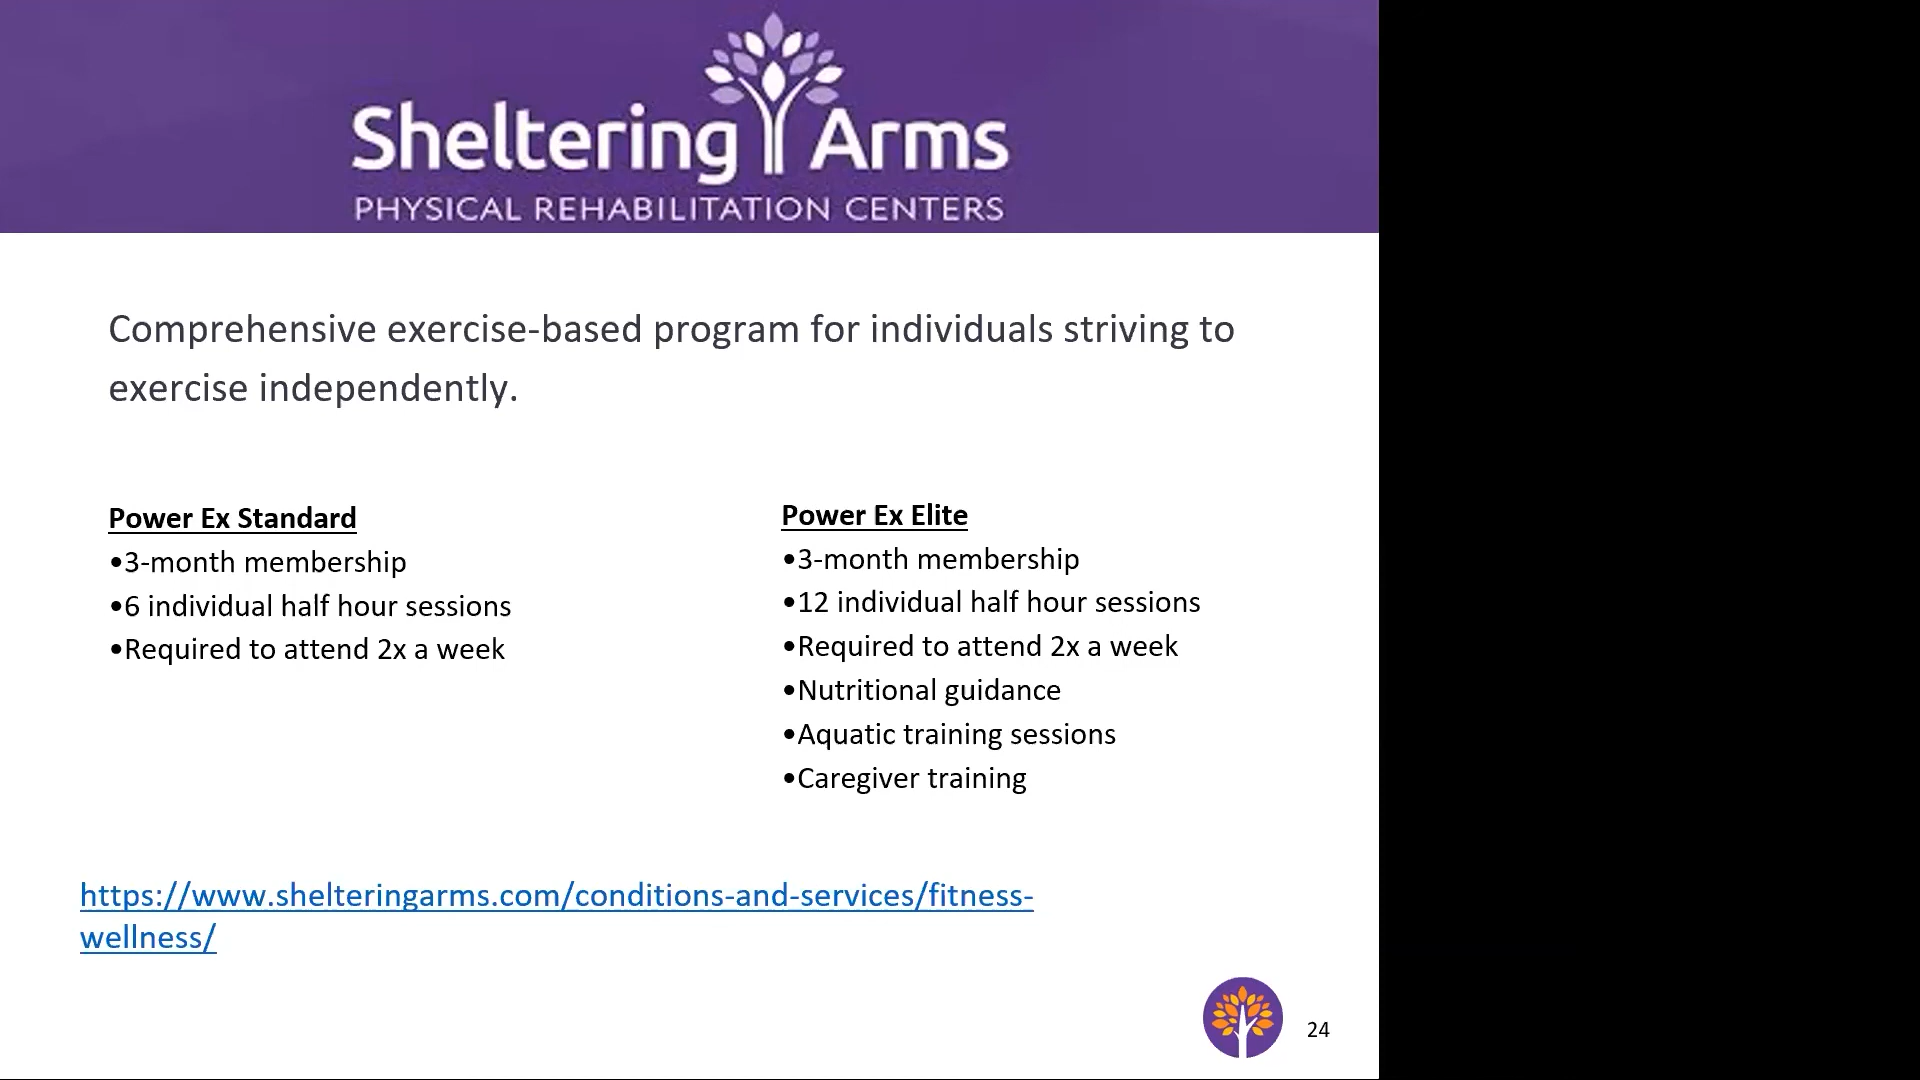 Sheltering Arms
PHYSICAL REHABILITATION CENTERS
Comprehensive exercise-based program for individuals striving to
exercise independently.
Power Ex Standard
•3-month membership
•6 individual half hour sessions
•Required to attend 2x a week
Power Ex Elite
•3-month membership
•12 individual half hour sessions
•Required to attend 2x a week
•Nutritional guidance
•Aquatic training sessions
•Caregiver training
https://www.shelteringarms.com/conditions-and-services/fitness-
wellness/
24